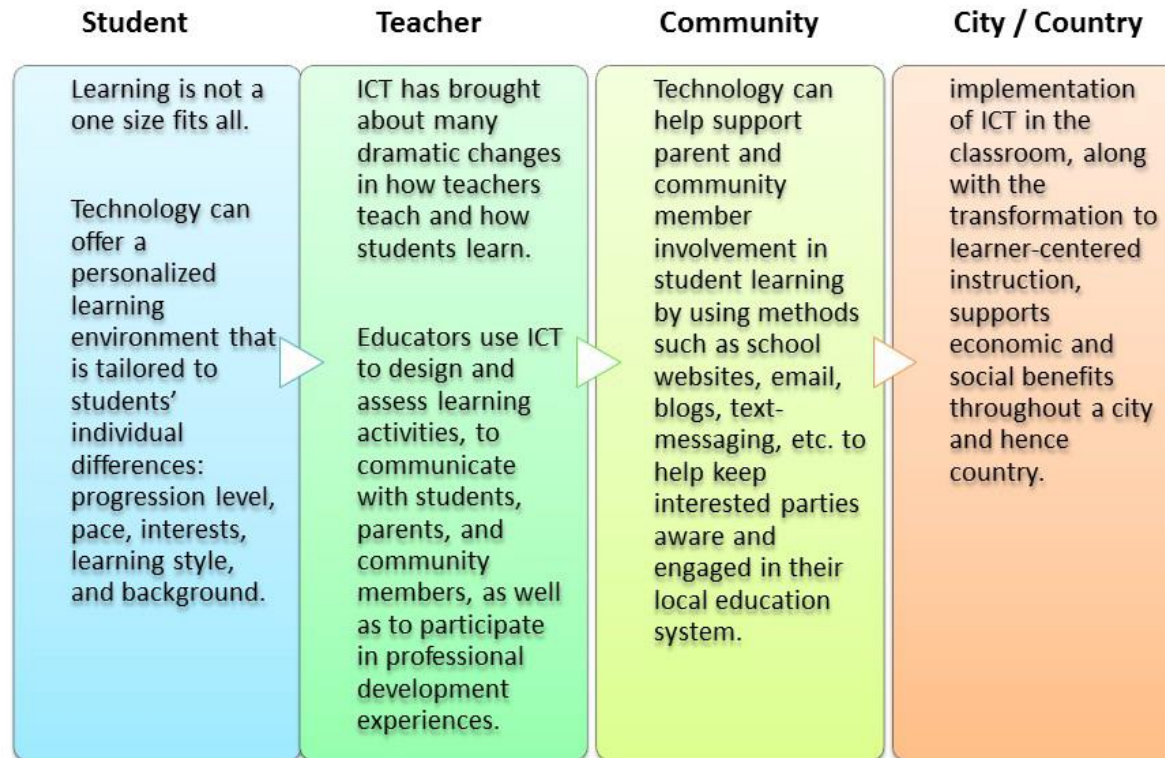 Student
Learning is not a
one size fits all.
Technology can
offer a
personalized
learning
environment that
is tailored to
students’
individual
differences:
progression level,
pace, interests,
learning style,
and background.
Teacher
ICT has brought
about many
dramatic changes
in how teachers
teach and how
students learn.
Educators use ICT
to design and
assess learning
activities, to
communicate
with students,
parents, and
community
members, as well
as to participate
in professional
development
experiences.
Community
Technology can
help support
parent and
community
member
involvement in
student learning
by using methods
such as school
websites, email,
blogs, text-
messaging, etc. to
help keep
interested parties
aware and
engaged in their
local education
system.
City / Country
implementation
of ICT in the
classroom, along
with the
transformation to
learner-centered
instruction,
supports
economic and
social benefits
throughout a city
and hence
country.